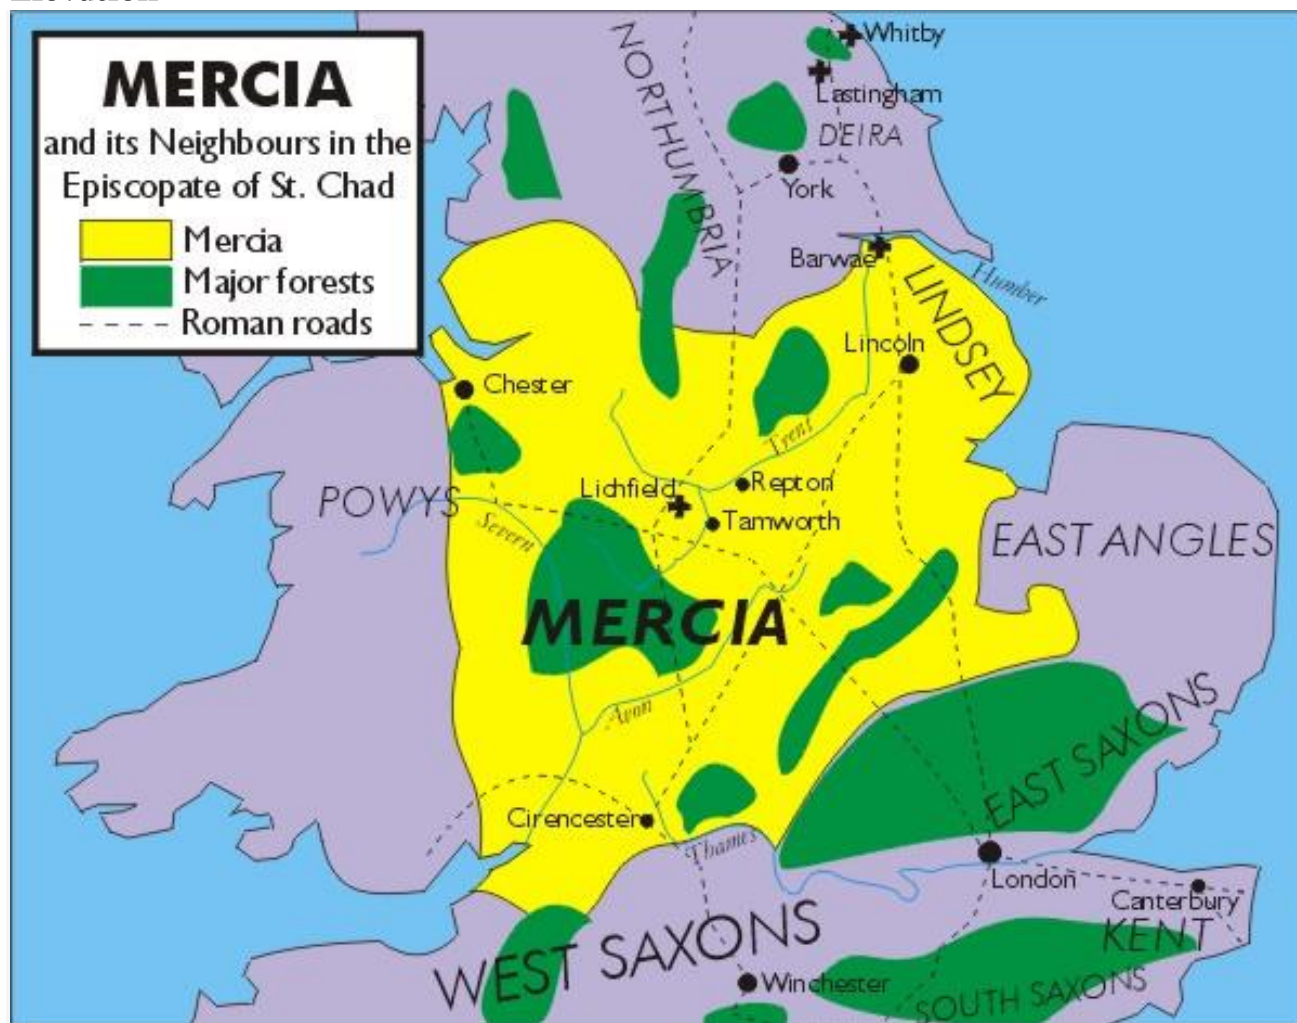 MERCIA
and its Neighbours in the
Episcopate of St. Chad
Mercia
Major forests
Roman roads
Whitby
Lastingham
NORTHUMBRIA
DEIRA
York
Barwae
Humber
LINDSEY
Lincoln
Chester
Trent
Repton
Lichfield
POWYS
Tamworth
Severn
EAST ANGLES
MERCIA
Avon
EAST SAXONS
Cirencester
Thames
London
Canterbury
KENT
WEST SAXONS
Winchester
SOUTH SAXONS